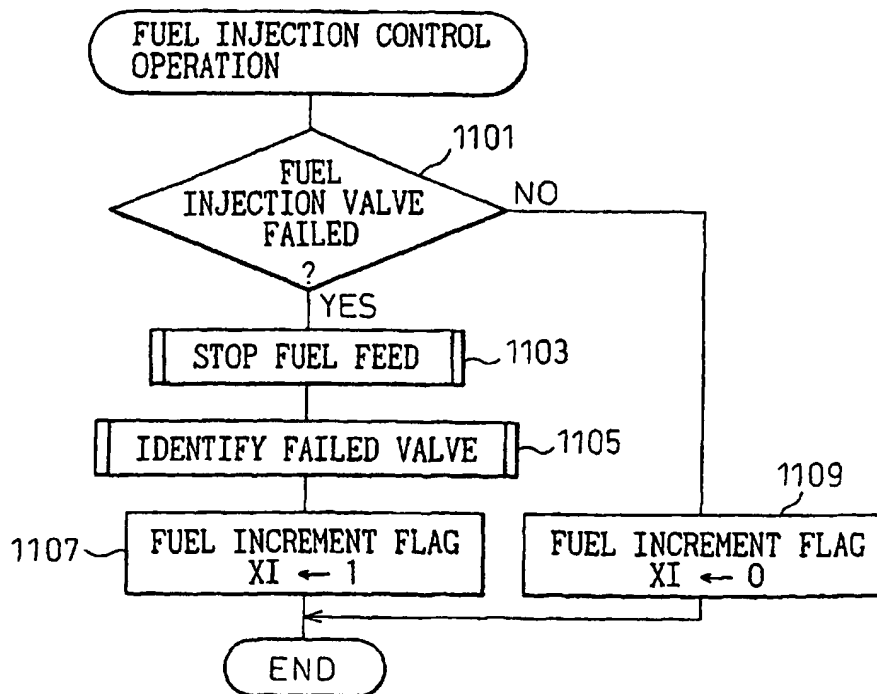 FUEL INJECTION CONTROL
OPERATION
1101
FUEL
INJECTION VALVE
FAILED
?
NO
YES
STOP FUEL FEED
1103
IDENTIFY FAILED VALVE
1105
1107
FUEL INCREMENT FLAG
XI ← 1
1109
FUEL INCREMENT FLAG
XI ← 0
END